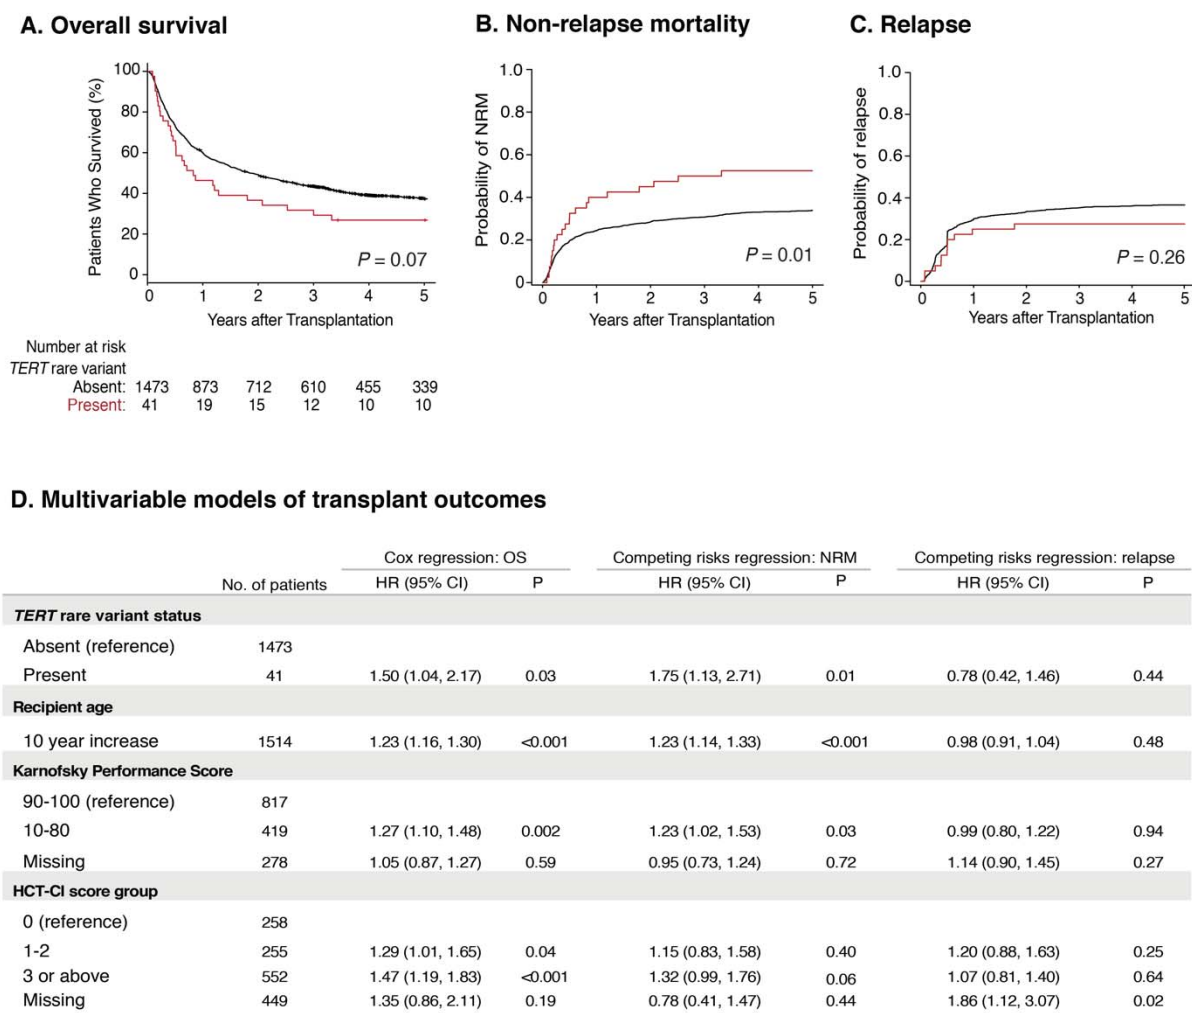 A. Overall survival
Patients Who Survived (%)
100
80
60
40
20
0
P = 0.07
0 1 2 3 4 5
Years after Transplantation
Number at risk
TERT rare variant
Absent: 1473 873 712 610 455 339
Present: 41 19 15 12 10 10
B. Non-relapse mortality
Probability of NRM
1.0
0.8
0.6
0.4
0.2
0
P = 0.01
0 1 2 3 4 5
Years after Transplantation
C. Relapse
Probability of relapse
1.0
0.8
0.6
0.4
0.2
0
P = 0.26
0 1 2 3 4 5
Years after Transplantation
D. Multivariable models of transplant outcomes
Cox regression: OS Competing risks regression: NRM Competing risks regression: relapse
No. of patients HR (95% CI) P HR (95% CI) P HR (95% CI) P
TERT rare variant status
Absent (reference) 1473
Present 41 1.50 (1.04, 2.17) 0.03 1.75 (1.13, 2.71) 0.01 0.78 (0.42, 1.46) 0.44
Recipient age
10 year increase 1514 1.23 (1.16, 1.30) <0.001 1.23 (1.14, 1.33) <0.001 0.98 (0.91, 1.04) 0.48
Karnofsky Performance Score
90-100 (reference) 817
10-80 419 1.27 (1.10, 1.48) 0.002 1.23 (1.02, 1.53) 0.03 0.99 (0.80, 1.22) 0.94
Missing 278 1.05 (0.87, 1.27) 0.59 0.95 (0.73, 1.24) 0.72 1.14 (0.90, 1.45) 0.27
HCT-CI score group
0 (reference) 258
1-2 255 1.29 (1.01, 1.65) 0.04 1.15 (0.83, 1.58) 0.40 1.20 (0.88, 1.63) 0.25
3 or above 552 1.47 (1.19, 1.83) <0.001 1.32 (0.99, 1.76) 0.06 1.07 (0.81, 1.40) 0.64
Missing 449 1.35 (0.86, 2.11) 0.19 0.78 (0.41, 1.47) 0.44 1.86 (1.12, 3.07) 0.02